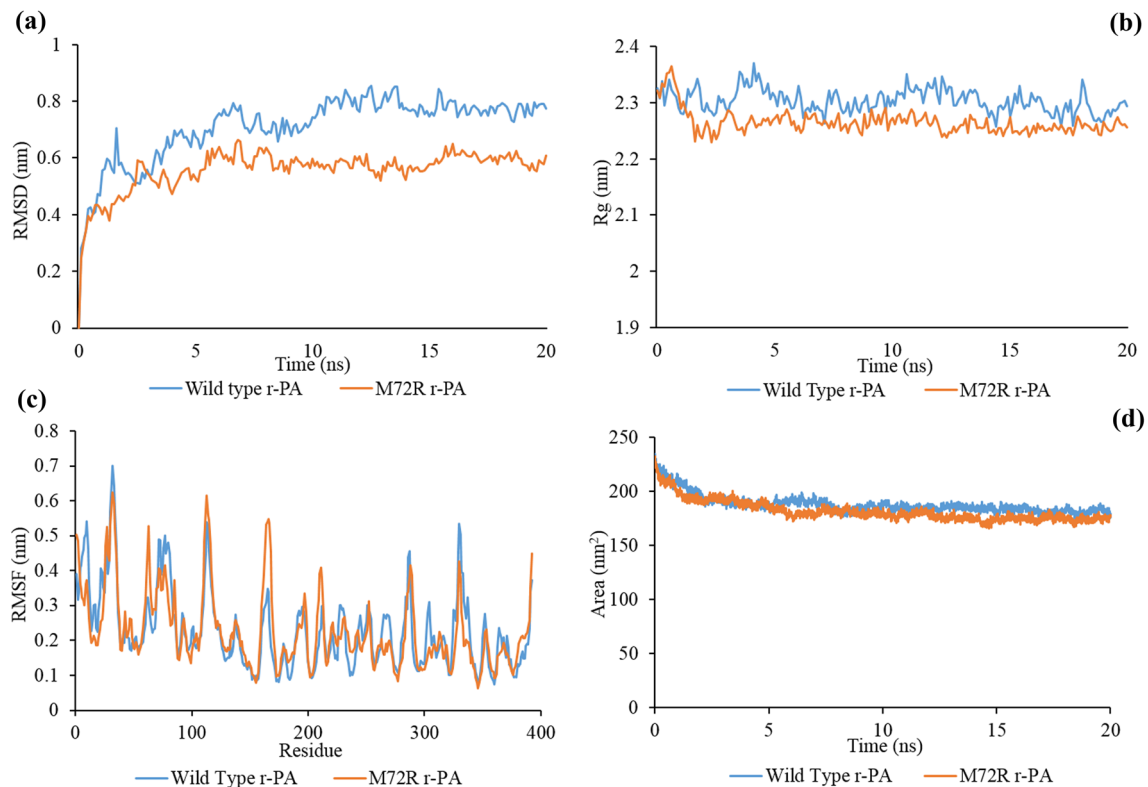 (a)
1
0.8
0.6
0.4
0.2
0
RMSD (nm)
0 5 10 15 20
Time (ns)
Wild type r-PA M72R r-PA
(b)
2.4
2.3
2.2
2.1
2
1.9
Rg (nm)
0 5 10 15 20
Time (ns)
Wild Type r-PA M72R r-PA
(c)
0.8
0.7
0.6
0.5
0.4
0.3
0.2
0.1
0
RMSF (nm)
0 100 200 300 400
Residue
Wild Type r-PA M72R r-PA
(d)
250
200
150
100
50
0
Area (nm²)
0 5 10 15 20
Time (ns)
Wild Type r-PA M72R r-PA